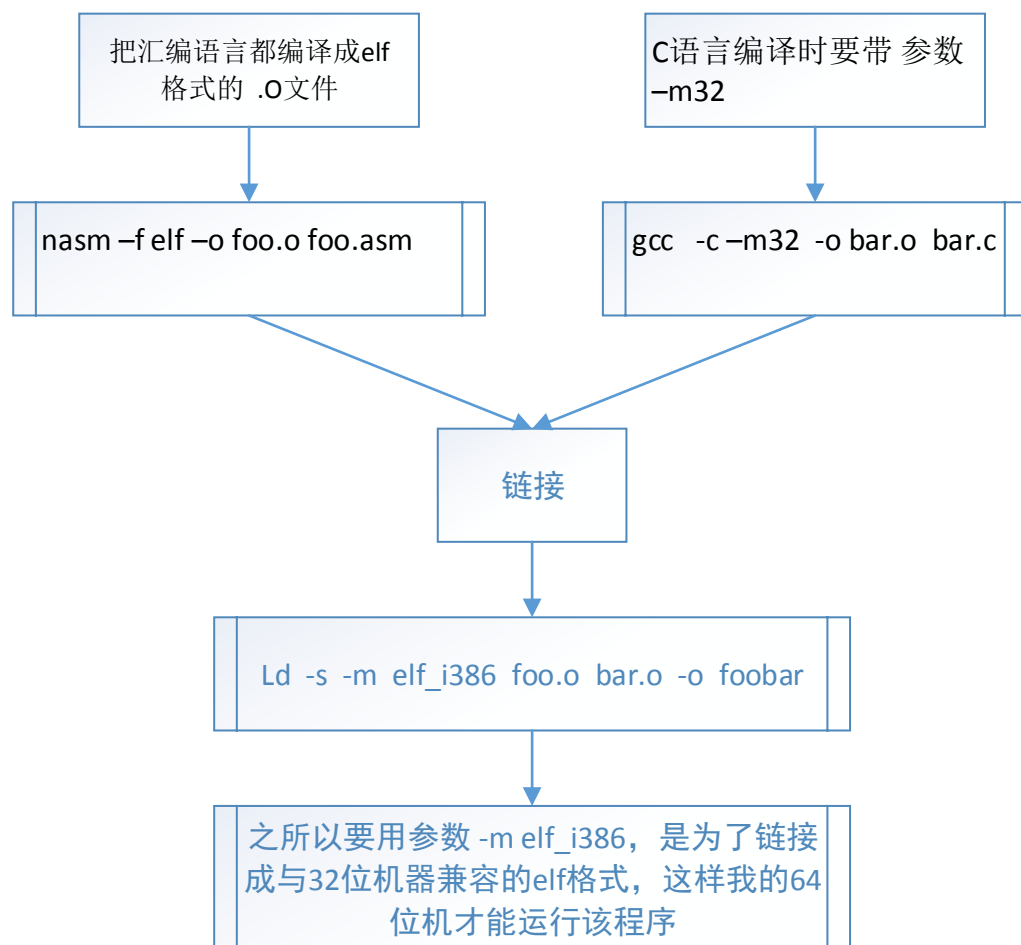 把汇编语言都编译成elf
格式的 .O文件
C语言编译时要带 参数
–m32
nasm –f elf –o foo.o foo.asm
gcc -c –m32 -o bar.o bar.c
链接
Ld -s -m elf_i386 foo.o bar.o -o foobar
之所以要用参数 -m elf_i386，是为了链接
成与32位机器兼容的elf格式，这样我的64
位机才能运行该程序